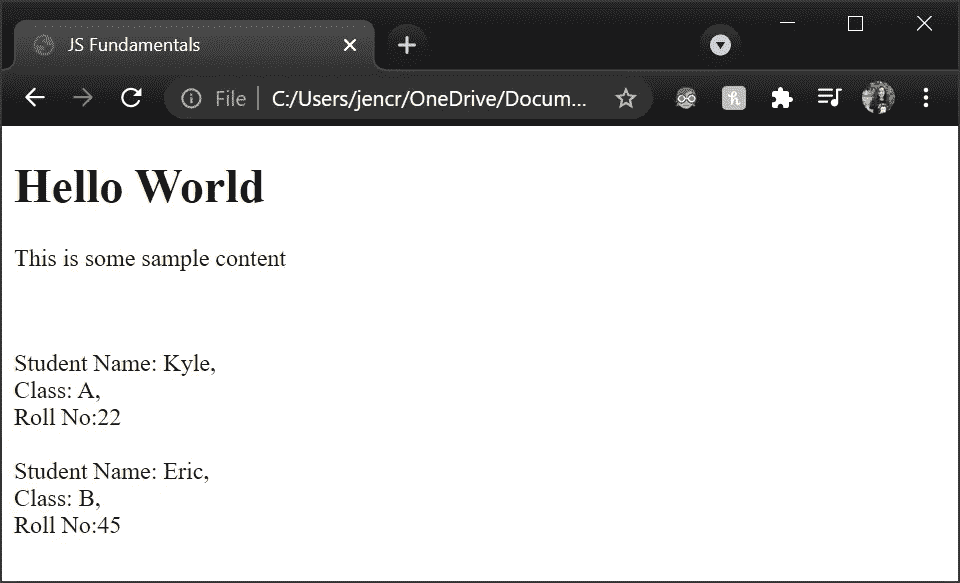 JS Fundamentals
File | C:/Users/jencr/OneDrive/Docum...
Hello World
This is some sample content
Student Name: Kyle,
Class: A,
Roll No:22
Student Name: Eric,
Class: B,
Roll No:45